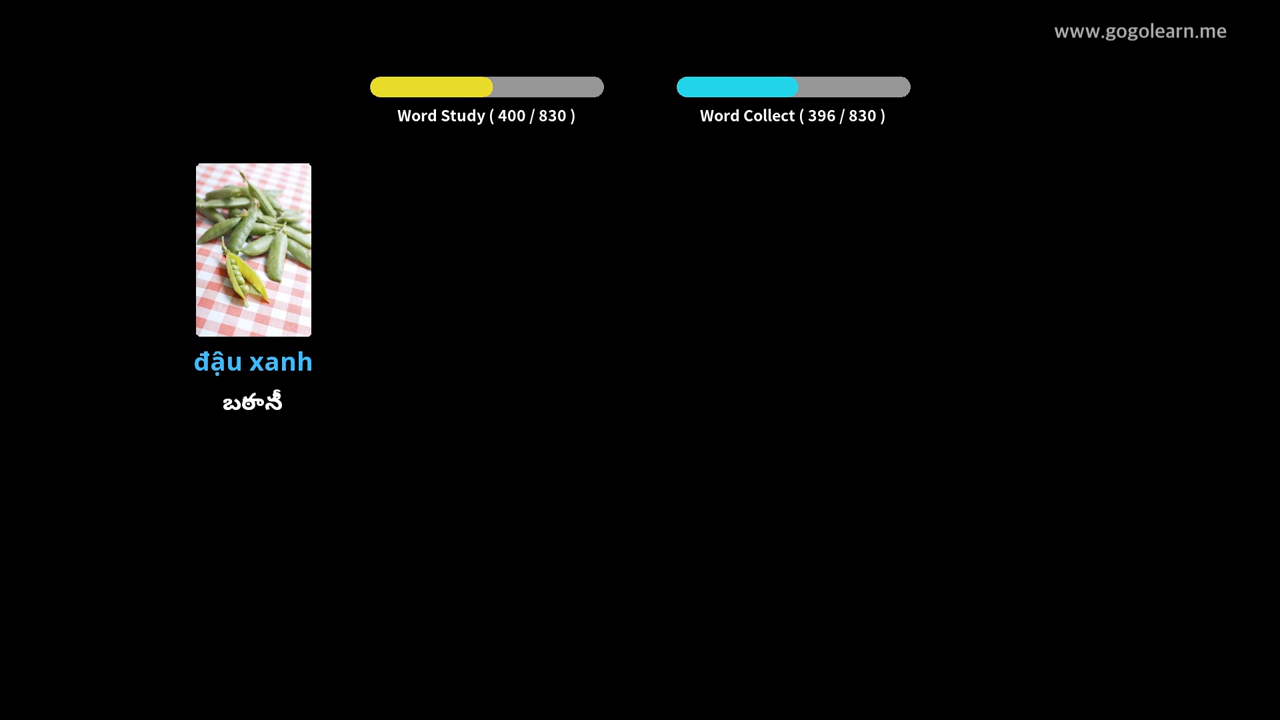 www.gogolearn.me
Word Study ( 400 / 830 )
Word Collect ( 396 / 830 )
đậu xanh
బఠానీ